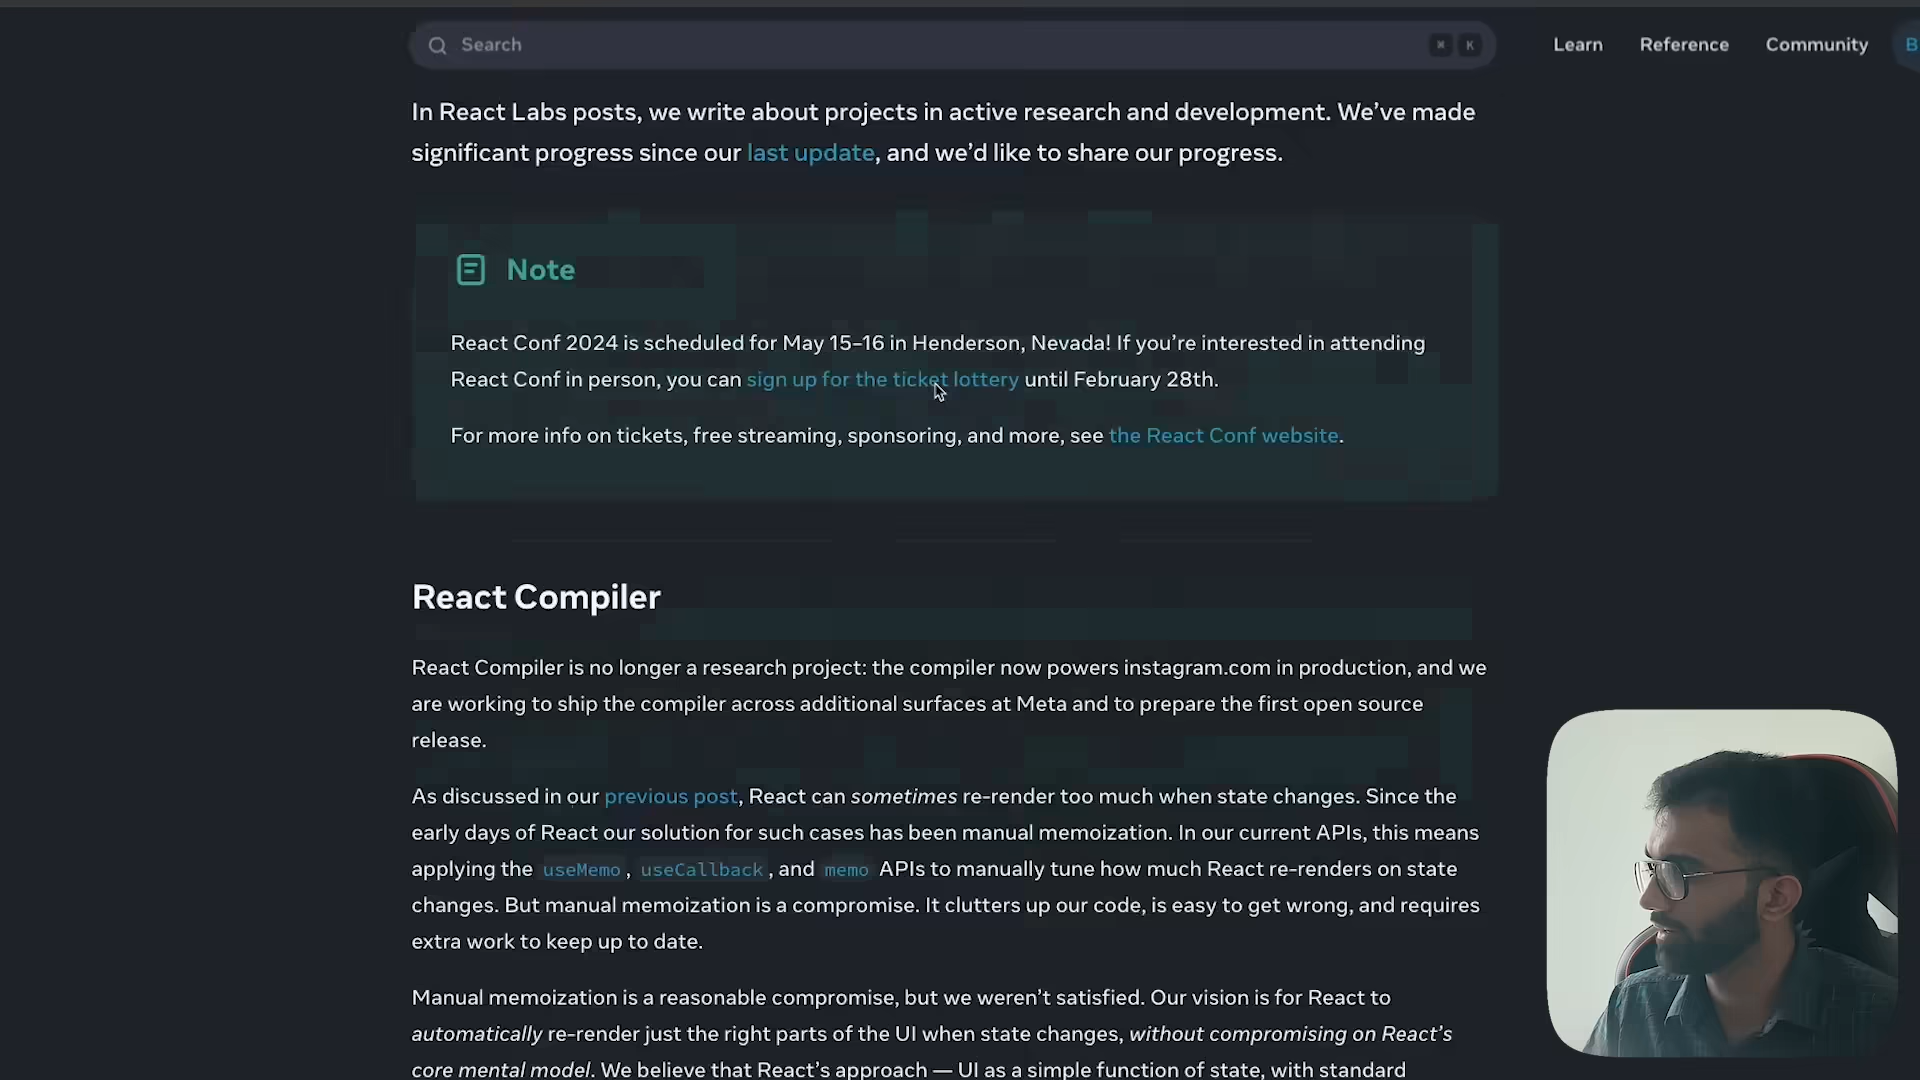 Search
⌘ K
Learn
Reference
Community
B
In React Labs posts, we write about projects in active research and development. We’ve made
significant progress since our last update, and we’d like to share our progress.
Note
React Conf 2024 is scheduled for May 15–16 in Henderson, Nevada! If you’re interested in attending
React Conf in person, you can sign up for the ticket lottery until February 28th.
For more info on tickets, free streaming, sponsoring, and more, see the React Conf website.
React Compiler
React Compiler is no longer a research project: the compiler now powers instagram.com in production, and we
are working to ship the compiler across additional surfaces at Meta and to prepare the first open source
release.
As discussed in our previous post, React can sometimes re-render too much when state changes. Since the
early days of React our solution for such cases has been manual memoization. In our current APIs, this means
applying the useMemo, useCallback, and memo APIs to manually tune how much React re-renders on state
changes. But manual memoization is a compromise. It clutters up our code, is easy to get wrong, and requires
extra work to keep up to date.
Manual memoization is a reasonable compromise, but we weren’t satisfied. Our vision is for React to
automatically re-render just the right parts of the UI when state changes, without compromising on React’s
core mental model. We believe that React’s approach — UI as a simple function of state, with standard